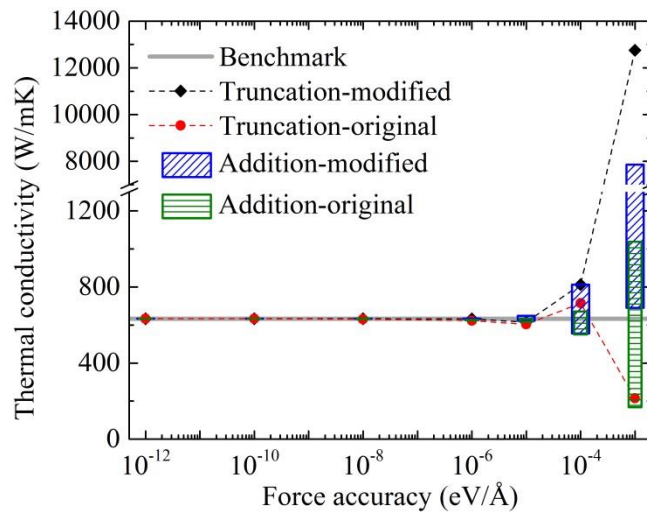 14000
12000
10000
8000
1200
800
400
0
Thermal conductivity (W/mK)
Benchmark
Truncation-modified
Truncation-original
Addition-modified
Addition-original
10⁻¹² 10⁻¹⁰ 10⁻⁸ 10⁻⁶ 10⁻⁴
Force accuracy (eV/Å)